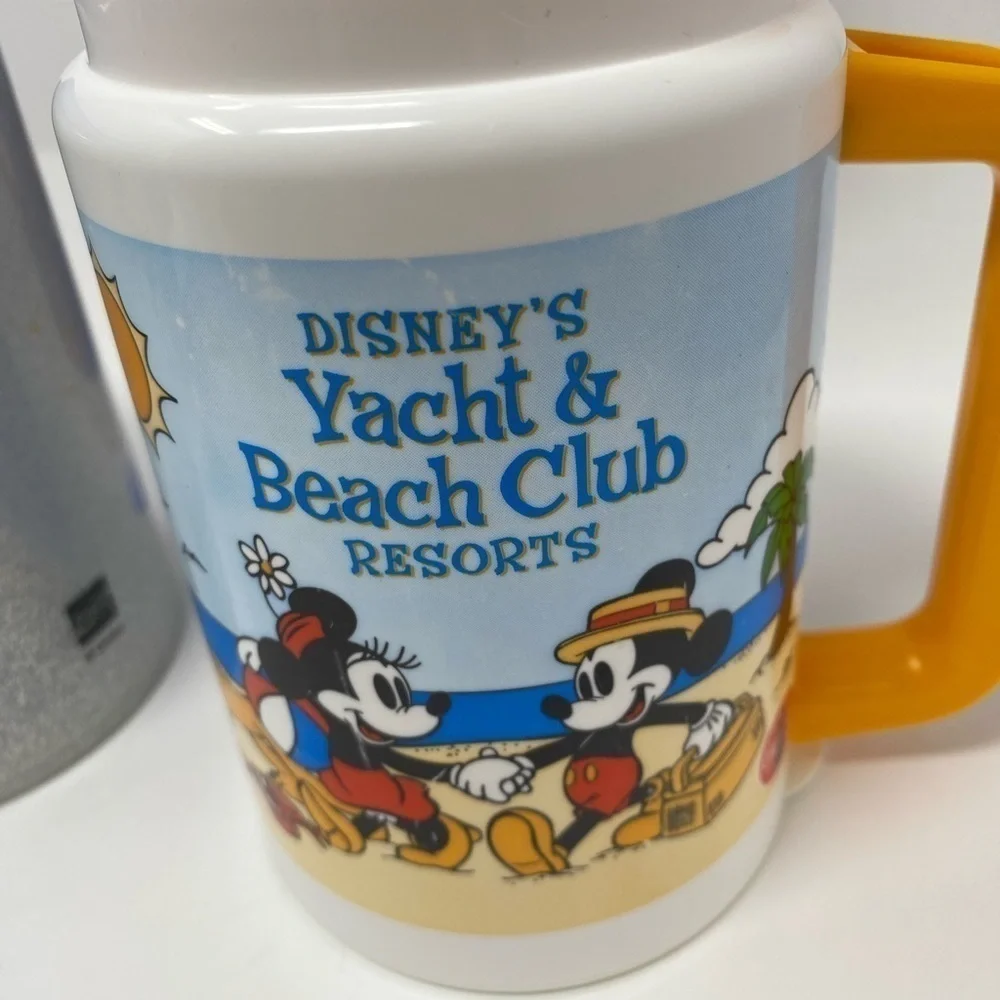 DISNEY'S
Yacht &
Beach Club
RESORTS